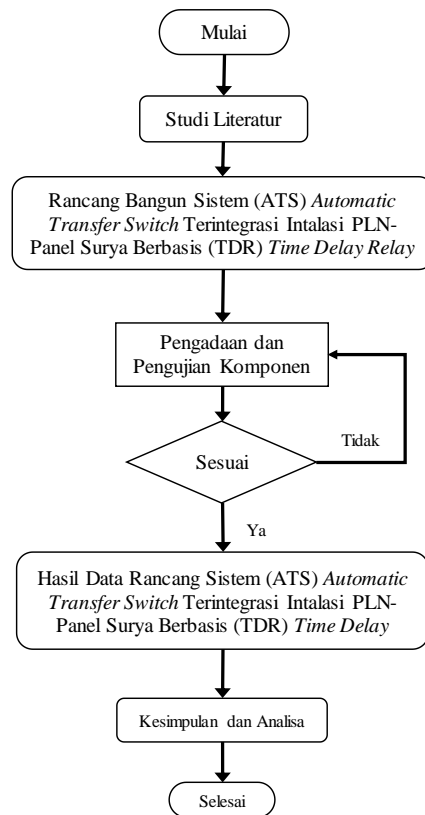 Mulai
Studi Literatur
Rancang Bangun Sistem (ATS) Automatic
Transfer Switch Terintegrasi Intalasi PLN-
Panel Surya Berbasis (TDR) Time Delay Relay
Pengadaan dan
Pengujian Komponen
Sesuai
Tidak
Ya
Hasil Data Rancang Sistem (ATS) Automatic
Transfer Switch Terintegrasi Intalasi PLN-
Panel Surya Berbasis (TDR) Time Delay
Kesimpulan dan Analisa
Selesai